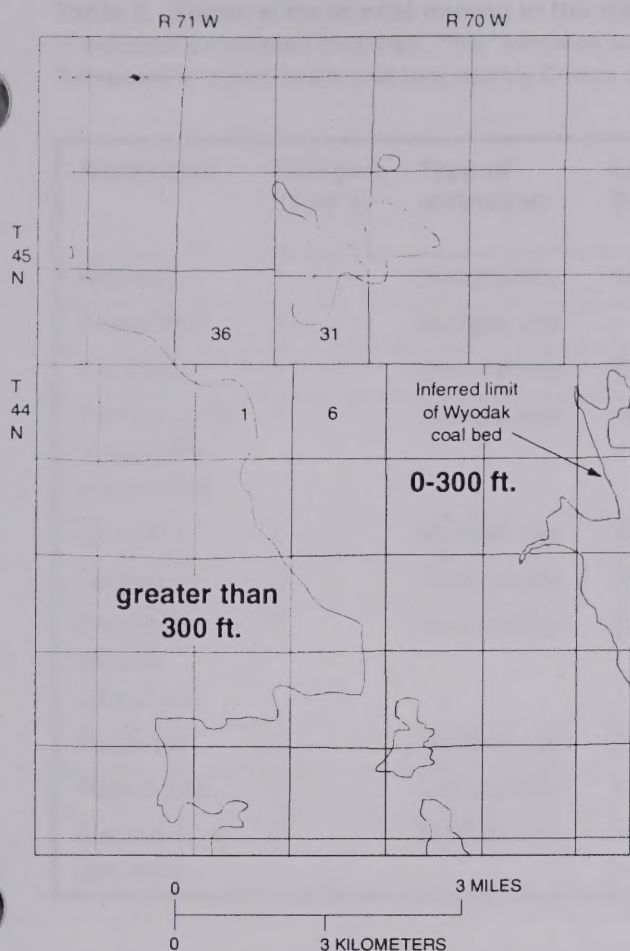 R 71 W R 70 W
T
45
N
36 31
T
44
N
1 6
Inferred limit
of Wyodak
coal bed
0-300 ft.
greater than
300 ft.
0 3 MILES
0 3 KILOMETERS